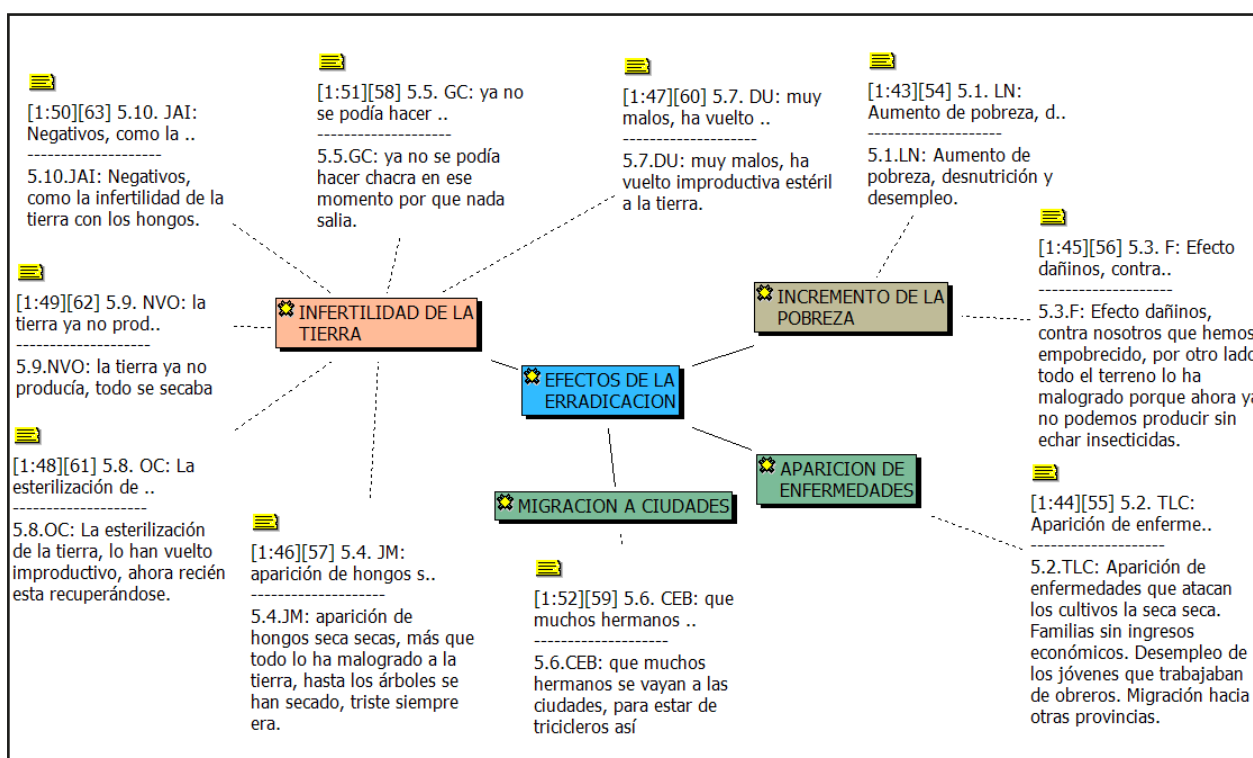 [1:50][63] 5.10. JAI:
Negativos, como la ..
--------------------
5.10.JAI: Negativos,
como la infertilidad de la
tierra con los hongos.
[1:51][58] 5.5. GC: ya no
se podía hacer ..
--------------------
5.5.GC: ya no se podía
hacer chacra en ese
momento por que nada
salia.
[1:47][60] 5.7. DU: muy
malos, ha vuelto ..
--------------------
5.7.DU: muy malos, ha
vuelto improductiva estéril
a la tierra.
[1:43][54] 5.1. LN:
Aumento de pobreza, d..
--------------------
5.1.LN: Aumento de
pobreza, desnutrición y
desempleo.
[1:45][56] 5.3. F: Efecto
dañinos, contra..
--------------------
5.3.F: Efecto dañinos,
contra nosotros que hemos
empobrecido, por otro lado
todo el terreno lo ha
malogrado porque ahora ya
no podemos producir sin
echar insecticidas.
[1:49][62] 5.9. NVO: la
tierra ya no prod..
--------------------
5.9.NVO: la tierra ya no
producía, todo se secaba
INFERTILIDAD DE LA
TIERRA
INCREMENTO DE LA
POBREZA
EFECTOS DE LA
ERRADICACION
MIGRACION A CIUDADES
APARICION DE
ENFERMEDADES
[1:48][61] 5.8. OC: La
esterilización de ..
--------------------
5.8.OC: La esterilización
de la tierra, lo han vuelto
improductivo, ahora recién
esta recuperándose.
[1:46][57] 5.4. JM:
aparición de hongos s..
--------------------
5.4.JM: aparición de
hongos seca secas, más que
todo lo ha malogrado a la
tierra, hasta los árboles se
han secado, triste siempre
era.
[1:52][59] 5.6. CEB: que
muchos hermanos ..
--------------------
5.6.CEB: que muchos
hermanos se vayan a las
ciudades, para estar de
tricicleros así
[1:44][55] 5.2. TLC:
Aparición de enferme..
--------------------
5.2.TLC: Aparición de
enfermedades que atacan
los cultivos la seca seca.
Familias sin ingresos
económicos. Desempleo de
los jóvenes que trabajaban
de obreros. Migración hacia
otras provincias.